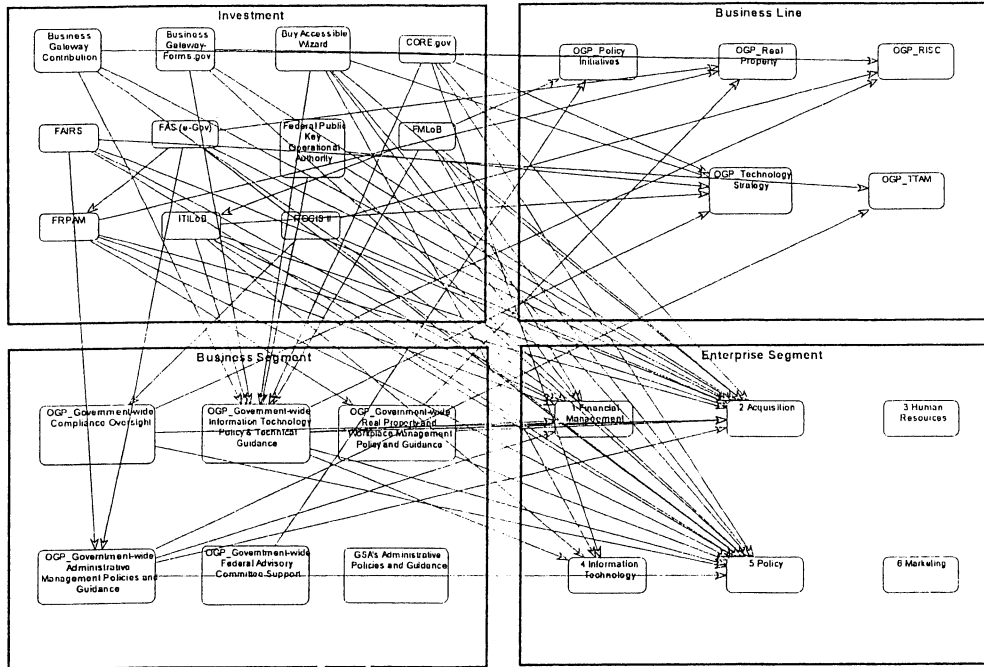 Investment
Business
Gateway
Contribution
Business
Gateway-
Forms.gov
Buy Accessible
Wizard
CORE.gov
FAIRS
FAS (e-Gov)
Federal Public
Key
Operational
Authority
FMLoB
FRPAM
ITILoB
Business Line
OGP_Policy
Initiatives
OGP_Real
Property
OGP_RISC
OGP_Technology
Strategy
OGP_TTAM
Business Segment
OGP_Government-wide
Compliance Oversight
OGP_Government-wide
Information Technology
Policy & Technical
Guidance
OGP_Government-wide
Real Property and
Workplace Management
Policy and Guidance
OGP_Government-wide
Administrative
Management Policies and
Guidance
OGP_Government-wide
Federal Advisory
Committee Support
GSA's Administrative
Policies and Guidance
Enterprise Segment
1 Financial
Management
2 Acquisition
3 Human
Resources
4 Information
Technology
5 Policy
6 Marketing